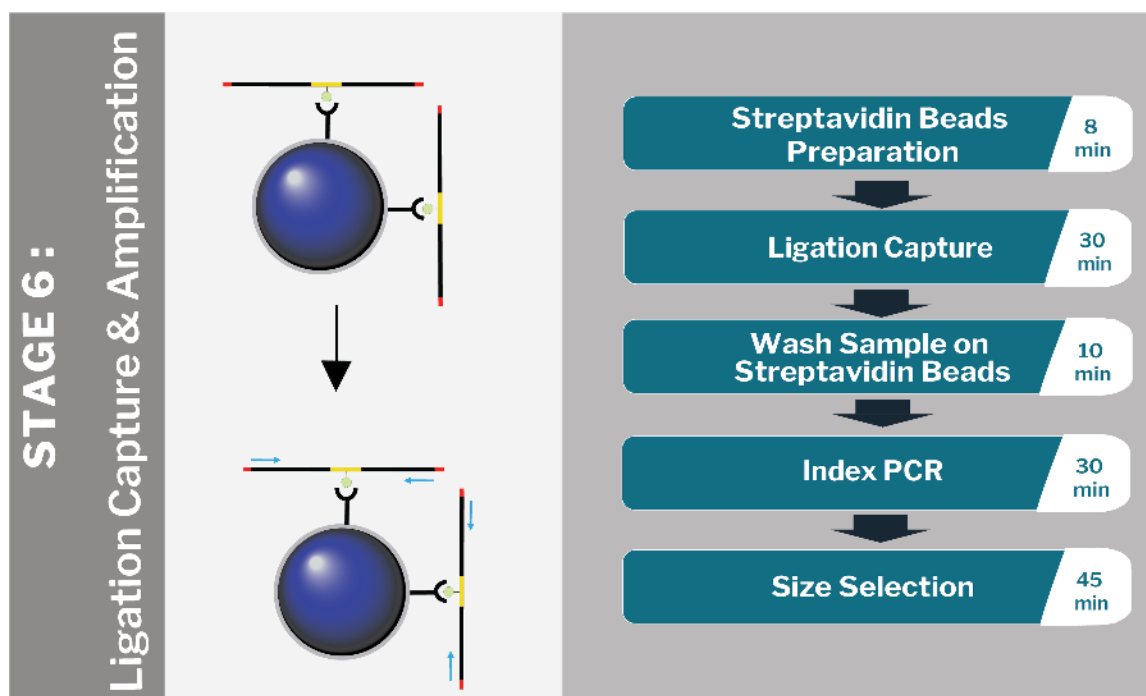 STAGE 6:
Ligation Capture & Amplification
Streptavidin Beads
Preparation
8
min
Ligation Capture
30
min
Wash Sample on
Streptavidin Beads
10
min
Index PCR
30
min
Size Selection
45
min